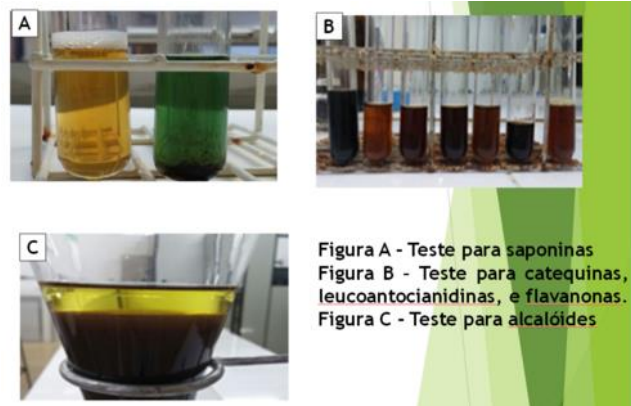 A
B
C
Figura A - Teste para saponinas
Figura B - Teste para catequinas,
leucoantocianidinas, e flavanonas.
Figura C - Teste para alcalóides